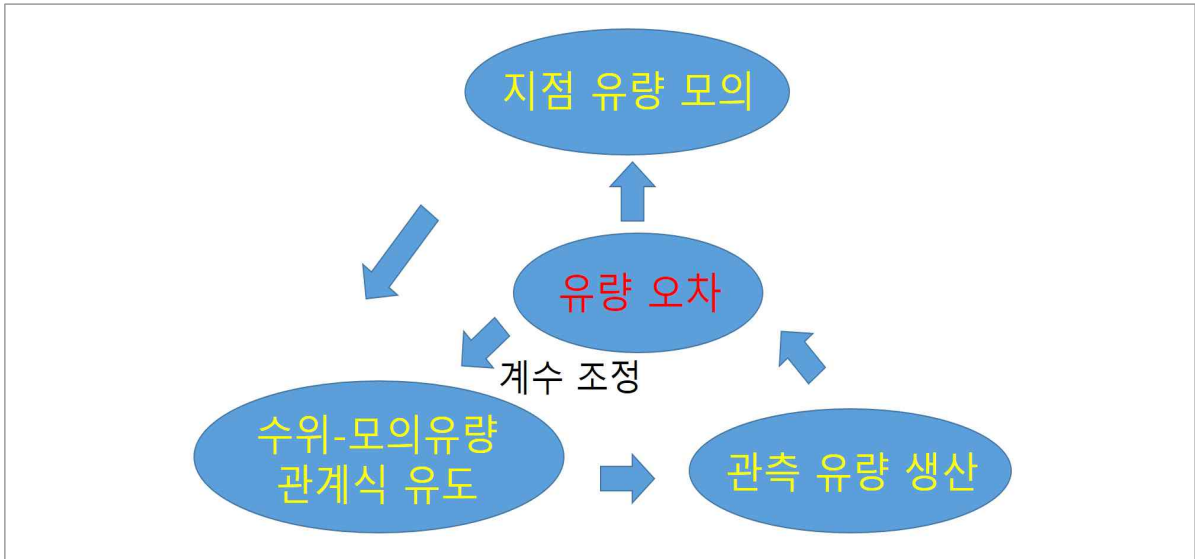 지점 유량 모의
유량 오차
계수 조정
수위-모의유량
관계식 유도
관측 유량 생산